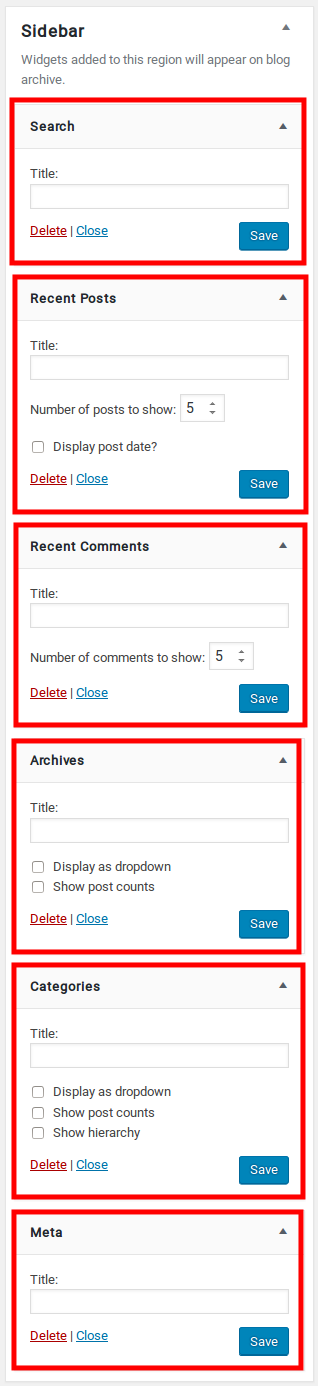 Sidebar
Widgets added to this region will appear on blog
archive.
Search
Title:
Delete | Close
Save
Recent Posts
Title:
Number of posts to show: 5
Display post date?
Delete | Close
Save
Recent Comments
Title:
Number of comments to show: 5
Delete | Close
Save
Archives
Title:
Display as dropdown
Show post counts
Delete | Close
Save
Categories
Title:
Display as dropdown
Show post counts
Show hierarchy
Delete | Close
Save
Meta
Title:
Delete | Close
Save